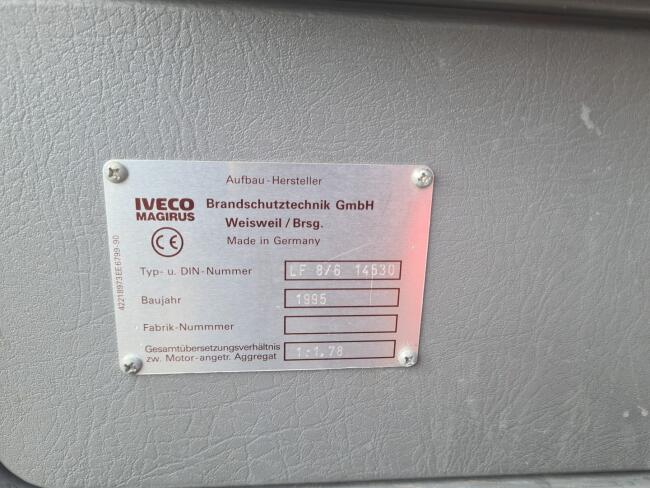 Aufbau-Hersteller
IVECO
MAGIRUS
Brandschutztechnik GmbH
Weisweil/Brsg.
Made in Germany
CE
Typ- u. DIN-Nummer LF 8/6 14530
Baujahr 1995
Fabrik-Nummmer
Gesamtübersetzungsverhältnis
zw. Motor-angetr. Aggregat 1:1,78
42218973EE6799-90